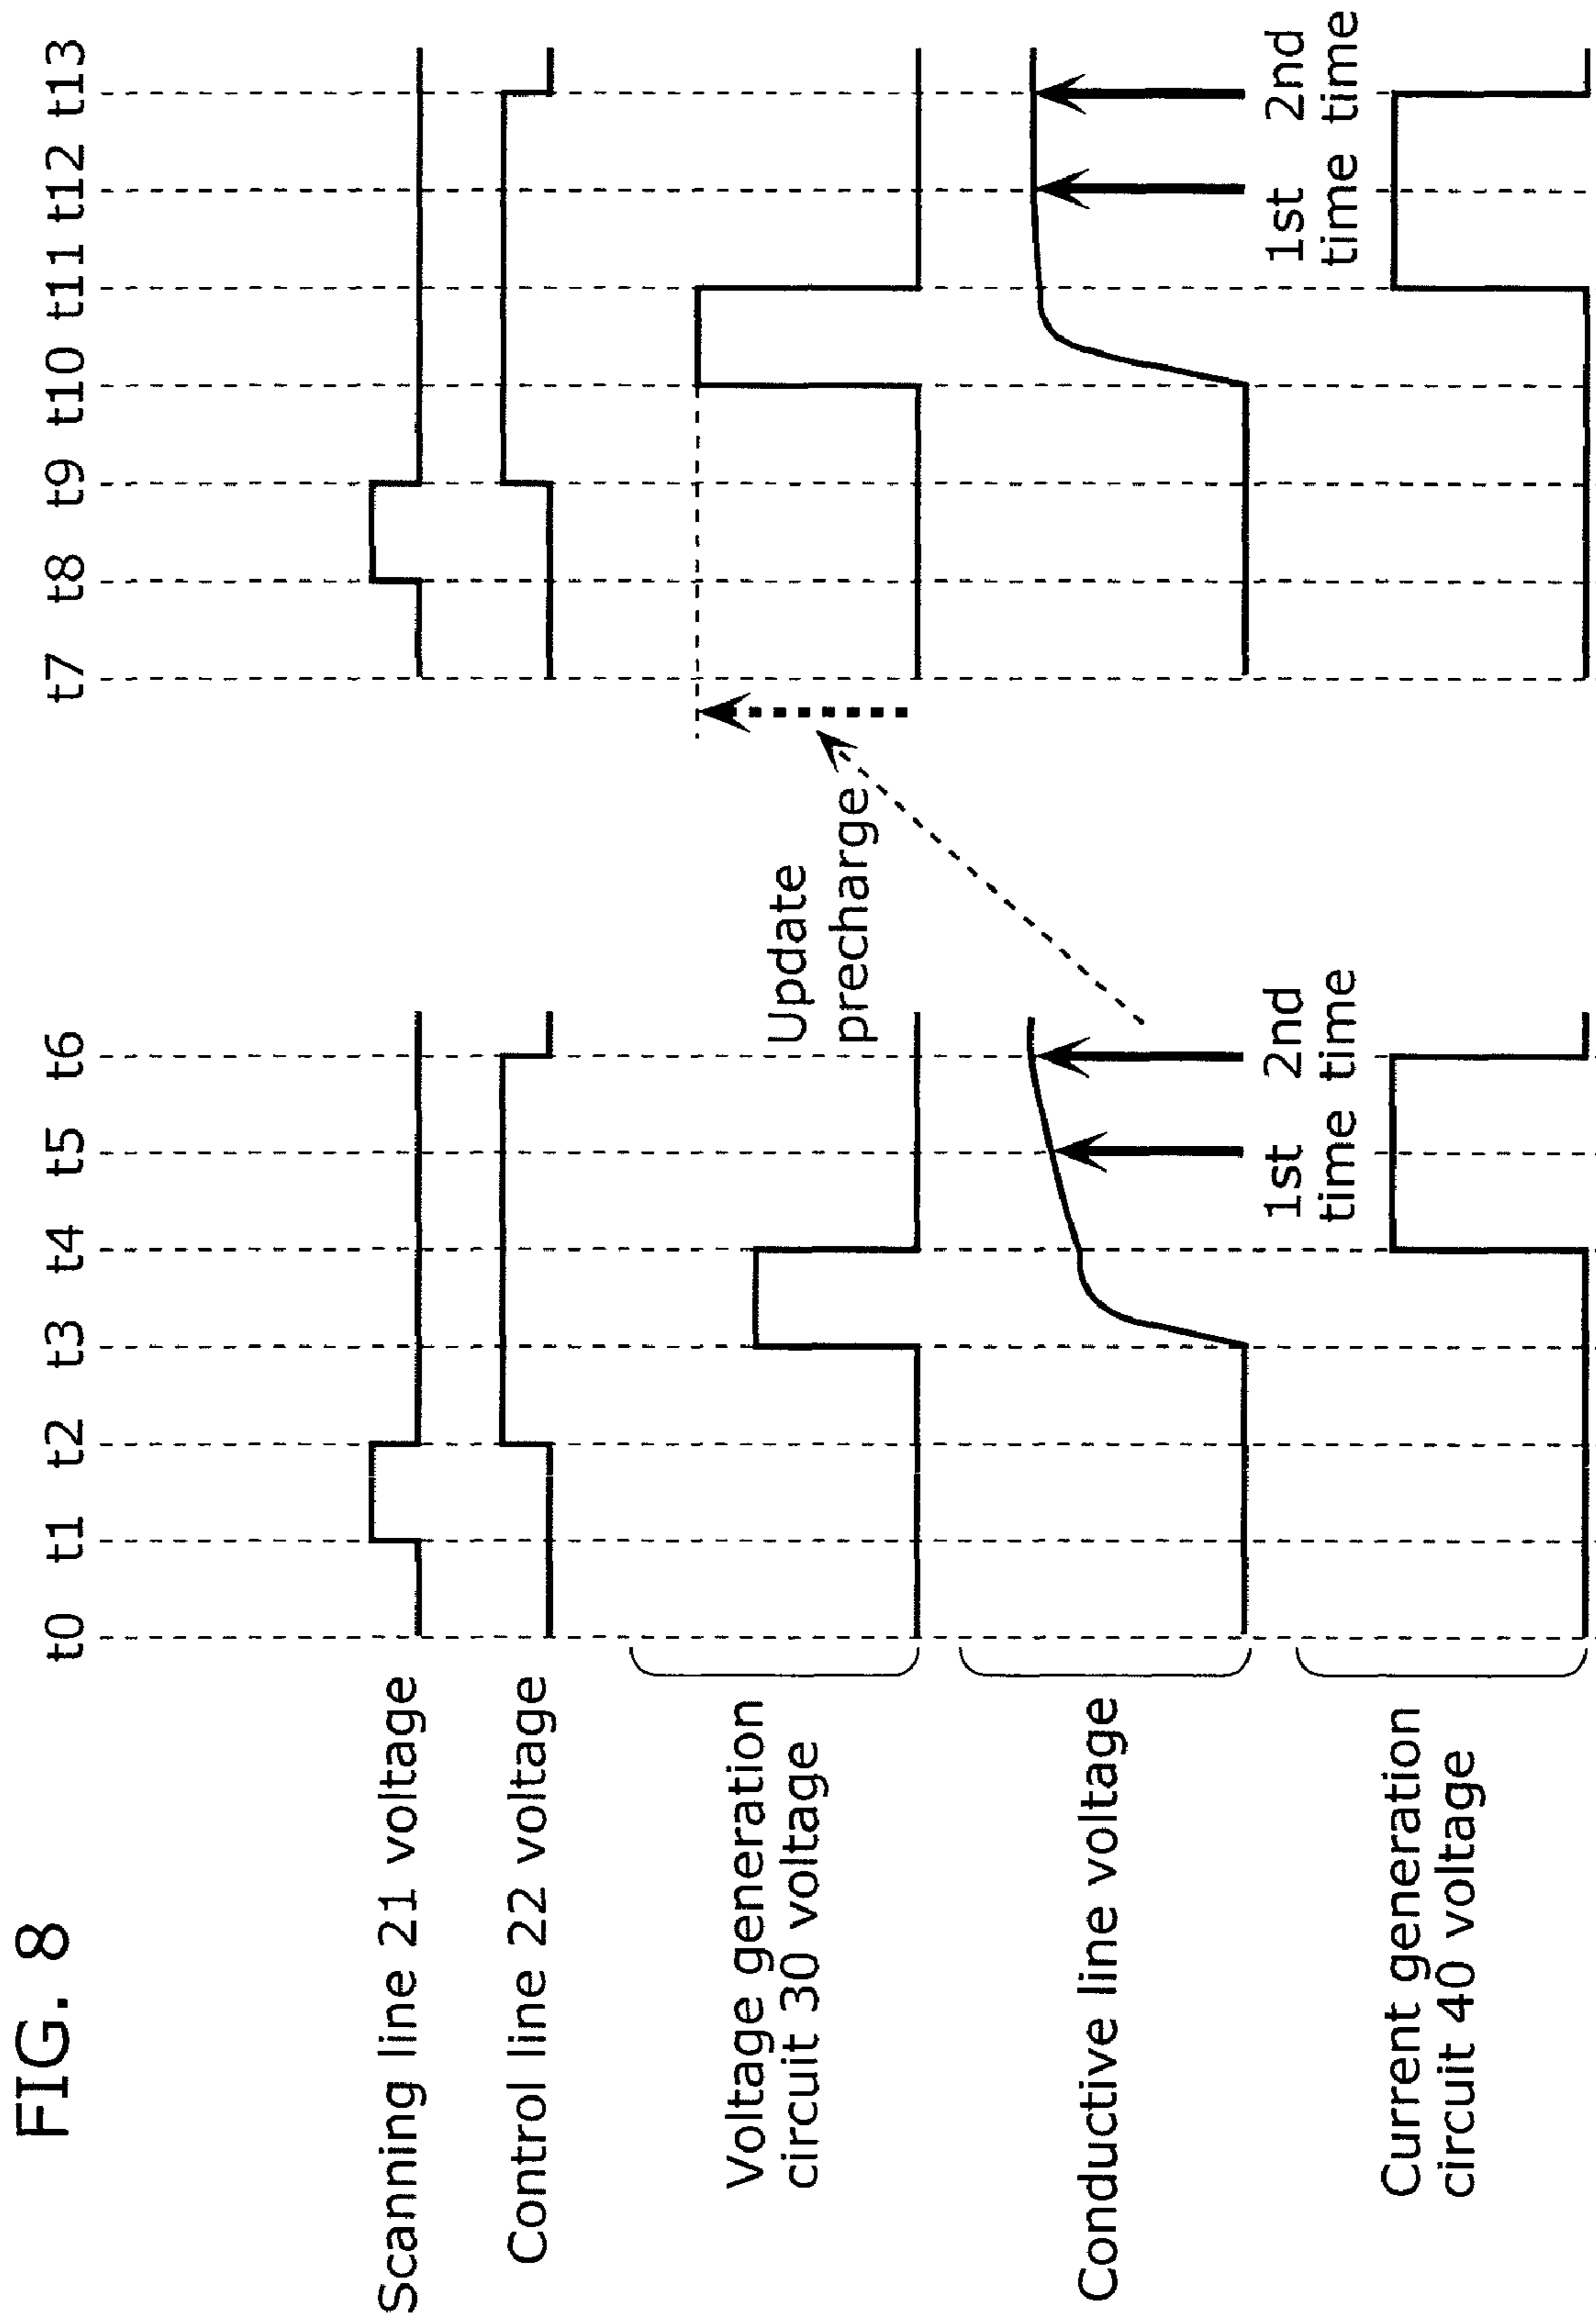 FIG. 8
t0 t1 t2 t3 t4 t5 t6 t7 t8 t9 t10 t11 t12 t13
Scanning line 21 voltage
Control line 22 voltage
Voltage generation
circuit 30 voltage
Update
precharge
Conductive line voltage
1st
time
2nd
time
1st
time
2nd
time
Current generation
circuit 40 voltage